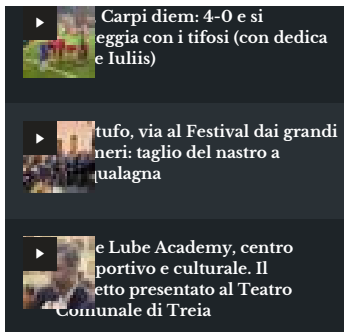 Carpi diem: 4-0 e si
eggia con i tifosi (con dedica
e Iuliis)
tufo, via al Festival dai grandi
neri: taglio del nastro a
qualagna
e Lube Academy, centro
portivo e culturale. Il
etto presentato al Teatro
Comunale di Treia